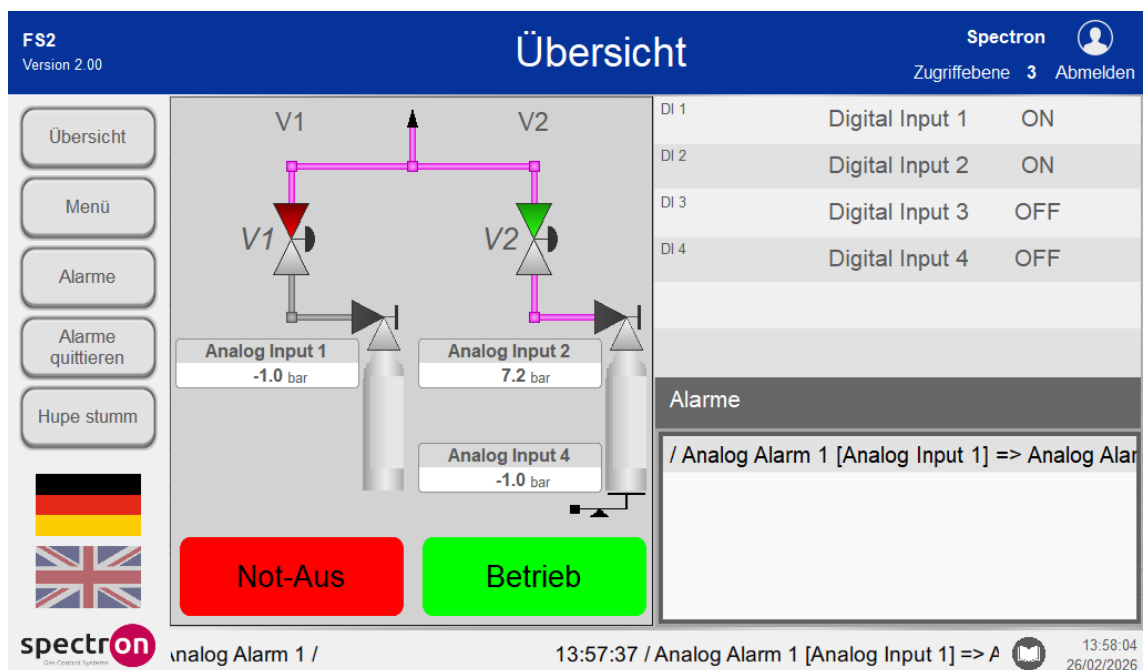 FS2
Version 2.00
Übersicht
Spectron
Zugriffebene 3 Abmelden
Übersicht
Menü
Alarme
Alarme
quittieren
Hupe stumm
V1
V2
V1
V2
Analog Input 1
-1.0 bar
Analog Input 2
7.2 bar
Analog Input 4
-1.0 bar
Not-Aus
Betrieb
DI 1 Digital Input 1 ON
DI 2 Digital Input 2 ON
DI 3 Digital Input 3 OFF
DI 4 Digital Input 4 OFF
Alarme
/ Analog Alarm 1 [Analog Input 1] => Analog Alar
spectron
Gas Control Systems
nalog Alarm 1 /
13:57:37 / Analog Alarm 1 [Analog Input 1] => A
13:58:04
26/02/2026